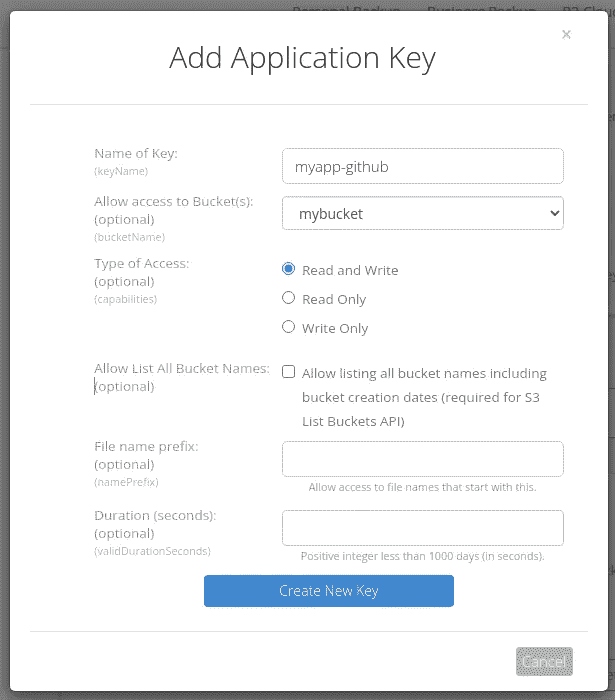 Personal Backup Business Backup B2 Clou
×
Add Application Key
Name of Key:
(keyName)
myapp-github
Allow access to Bucket(s):
(optional)
(bucketName)
mybucket
Type of Access:
(optional)
(capabilities)
Read and Write
Read Only
Write Only
Allow List All Bucket Names:
(optional)
Allow listing all bucket names including
bucket creation dates (required for S3
List Buckets API)
File name prefix:
(optional)
(namePrefix)
Allow access to file names that start with this.
Duration (seconds):
(optional)
(validDurationSeconds)
Positive integer less than 1000 days (in seconds).
Create New Key
Cancel